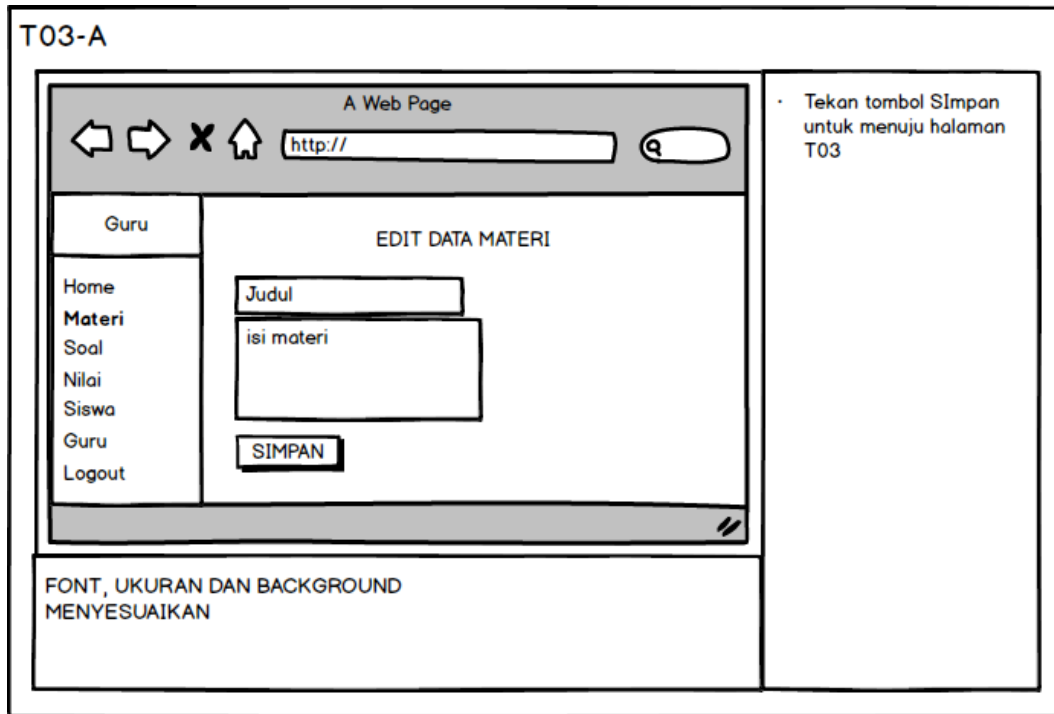 T03-A
A Web Page
http://
Guru
Home
Materi
Soal
Nilai
Siswa
Guru
Logout
EDIT DATA MATERI
Judul
isi materi
SIMPAN
· Tekan tombol SImpan
untuk menuju halaman
T03
FONT, UKURAN DAN BACKGROUND
MENYESUAIKAN